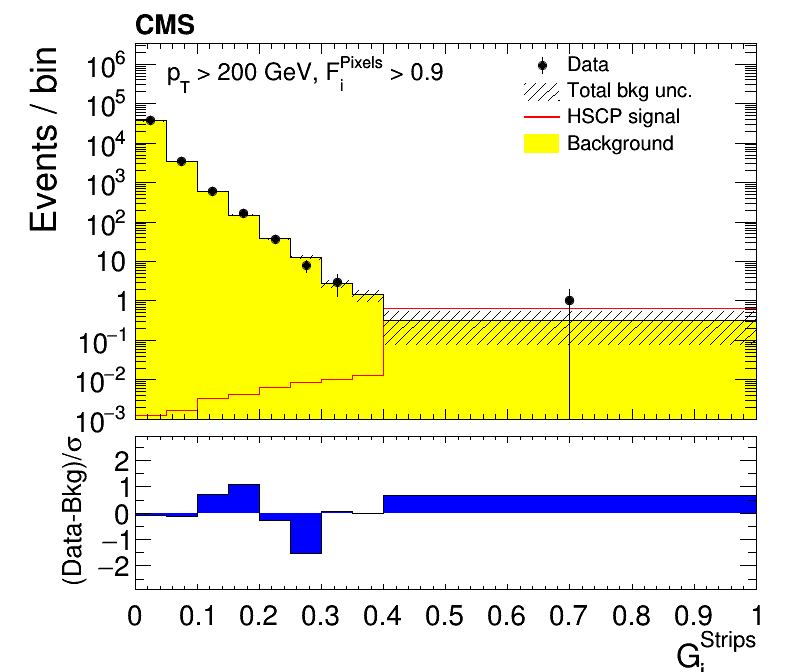 CMS
Events / bin
p_T > 200 GeV, F_i^Pixels > 0.9
Data
Total bkg unc.
HSCP signal
Background
10^6
10^5
10^4
10^3
10^2
10
1
10^−1
10^−2
10^−3
(Data-Bkg)/σ
2
1
0
−1
−2
0 0.1 0.2 0.3 0.4 0.5 0.6 0.7 0.8 0.9 1
G_i^Strips